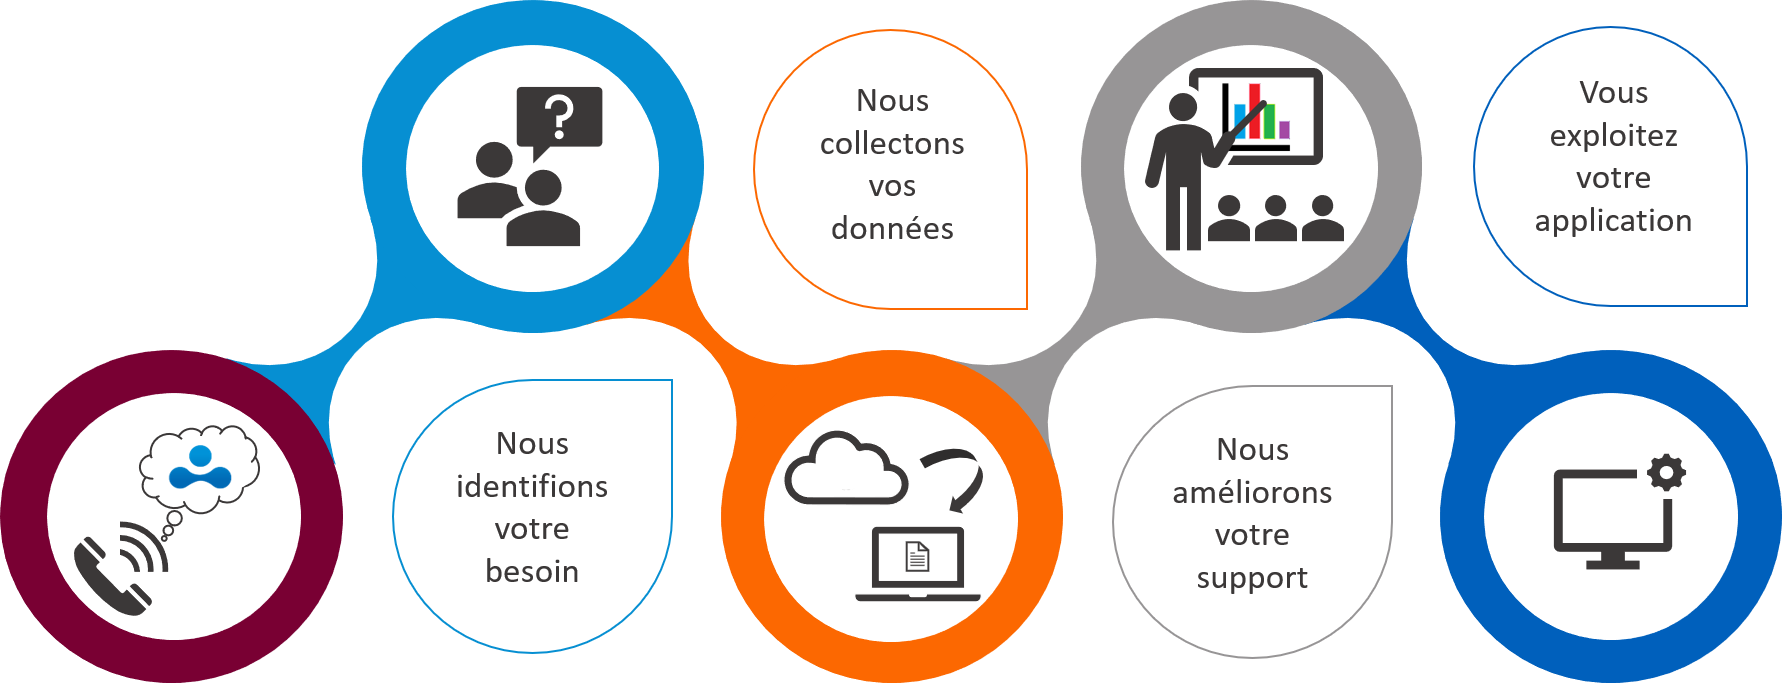 ?
Nous
identifions
votre
besoin
Nous
collectons
vos
données
Nous
améliorons
votre
support
Vous
exploitez
votre
application